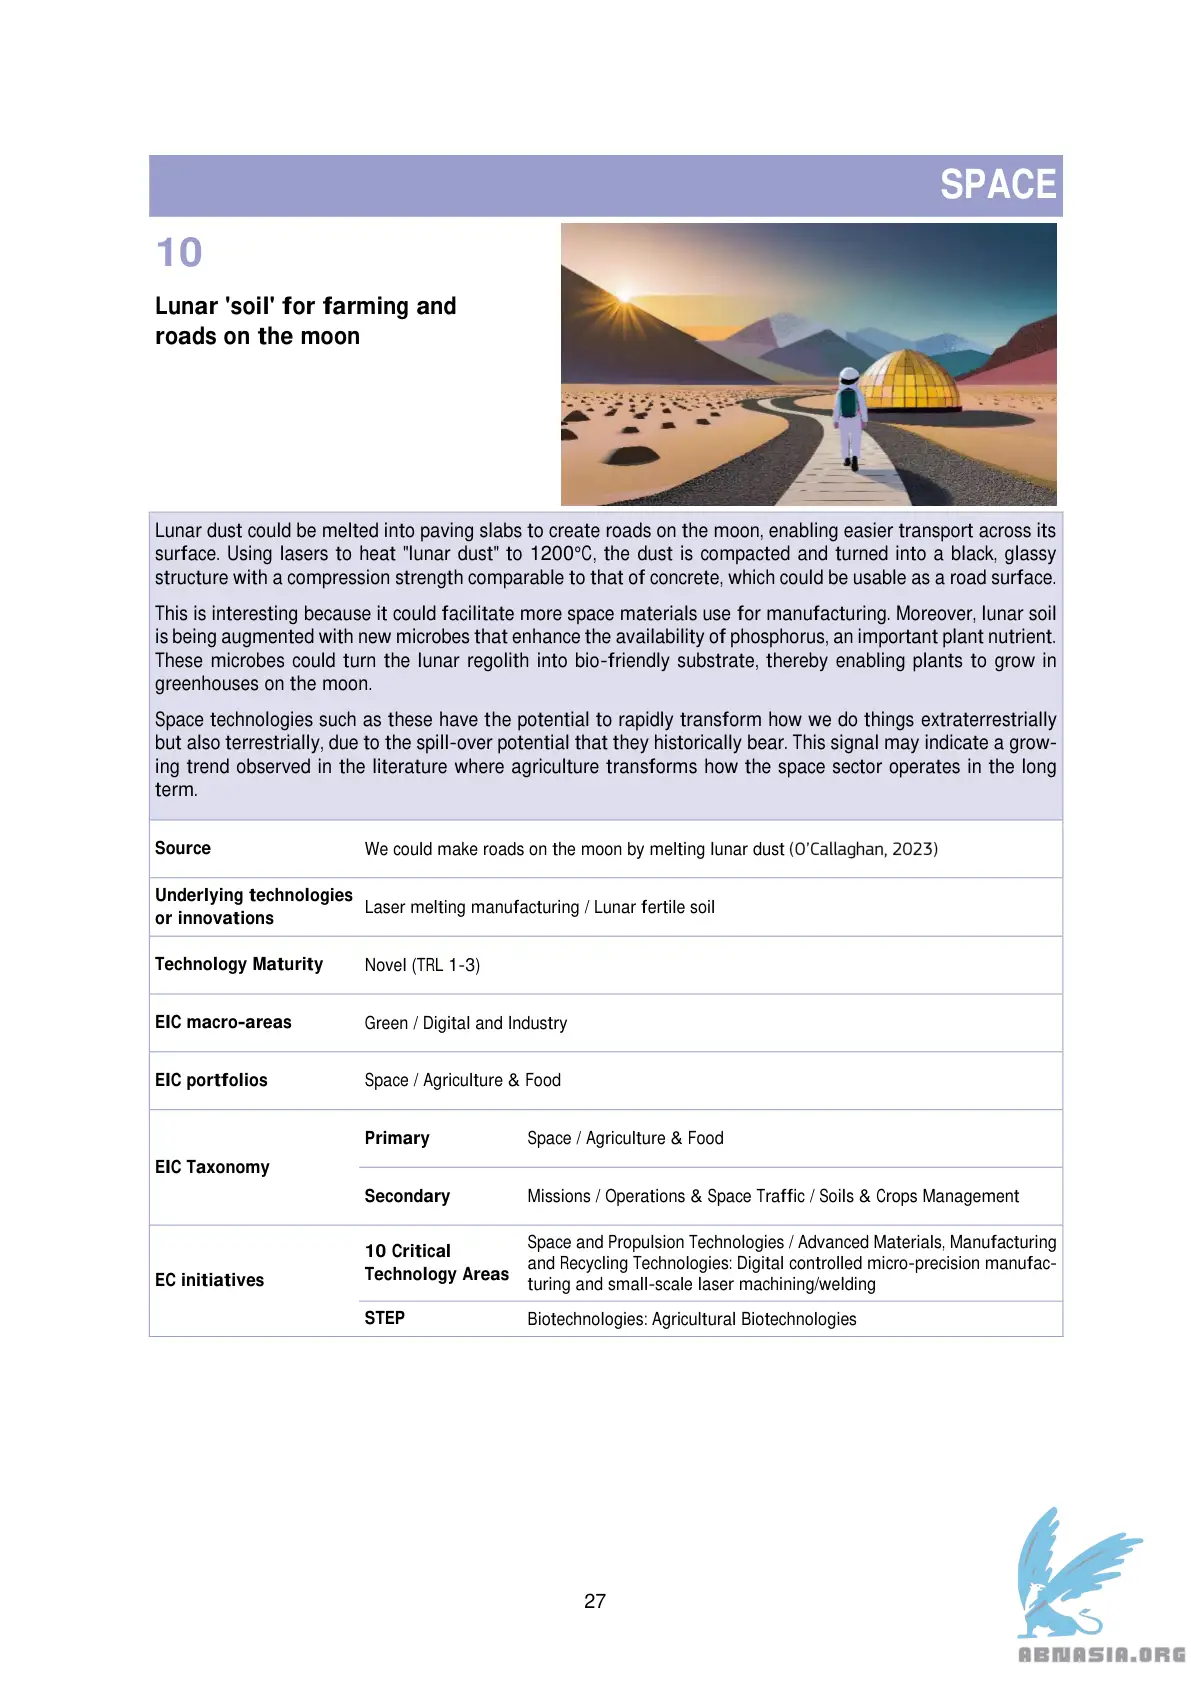 SPACE
10
Lunar 'soil' for farming and
roads on the moon
Lunar dust could be melted into paving slabs to create roads on the moon, enabling easier transport across its
surface. Using lasers to heat "lunar dust" to 1200°C, the dust is compacted and turned into a black, glassy
structure with a compression strength comparable to that of concrete, which could be usable as a road surface.
This is interesting because it could facilitate more space materials use for manufacturing. Moreover, lunar soil
is being augmented with new microbes that enhance the availability of phosphorus, an important plant nutrient.
These microbes could turn the lunar regolith into bio-friendly substrate, thereby enabling plants to grow in
greenhouses on the moon.
Space technologies such as these have the potential to rapidly transform how we do things extraterrestrially
but also terrestrially, due to the spill-over potential that they historically bear. This signal may indicate a grow-
ing trend observed in the literature where agriculture transforms how the space sector operates in the long
term.
Source
We could make roads on the moon by melting lunar dust (O'Callaghan, 2023)
Underlying technologies
or innovations
Laser melting manufacturing / Lunar fertile soil
Technology Maturity
Novel (TRL 1-3)
EIC macro-areas
Green / Digital and Industry
EIC portfolios
Space / Agriculture & Food
EIC Taxonomy
Primary
Space / Agriculture & Food
Secondary
Missions / Operations & Space Traffic / Soils & Crops Management
EC initiatives
10 Critical
Technology Areas
Space and Propulsion Technologies / Advanced Materials, Manufacturing
and Recycling Technologies: Digital controlled micro-precision manufac-
turing and small-scale laser machining/welding
STEP
Biotechnologies: Agricultural Biotechnologies
27
ABNASIA.ORG